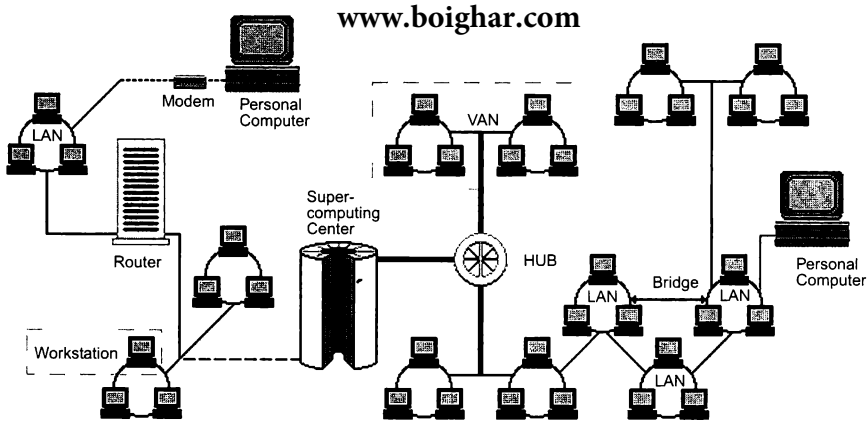 www.boighar.com
Modem
Personal
Computer
LAN
VAN
Super-
computing
Center
Router
HUB
Personal
Computer
LAN
Bridge
LAN
Workstation
LAN